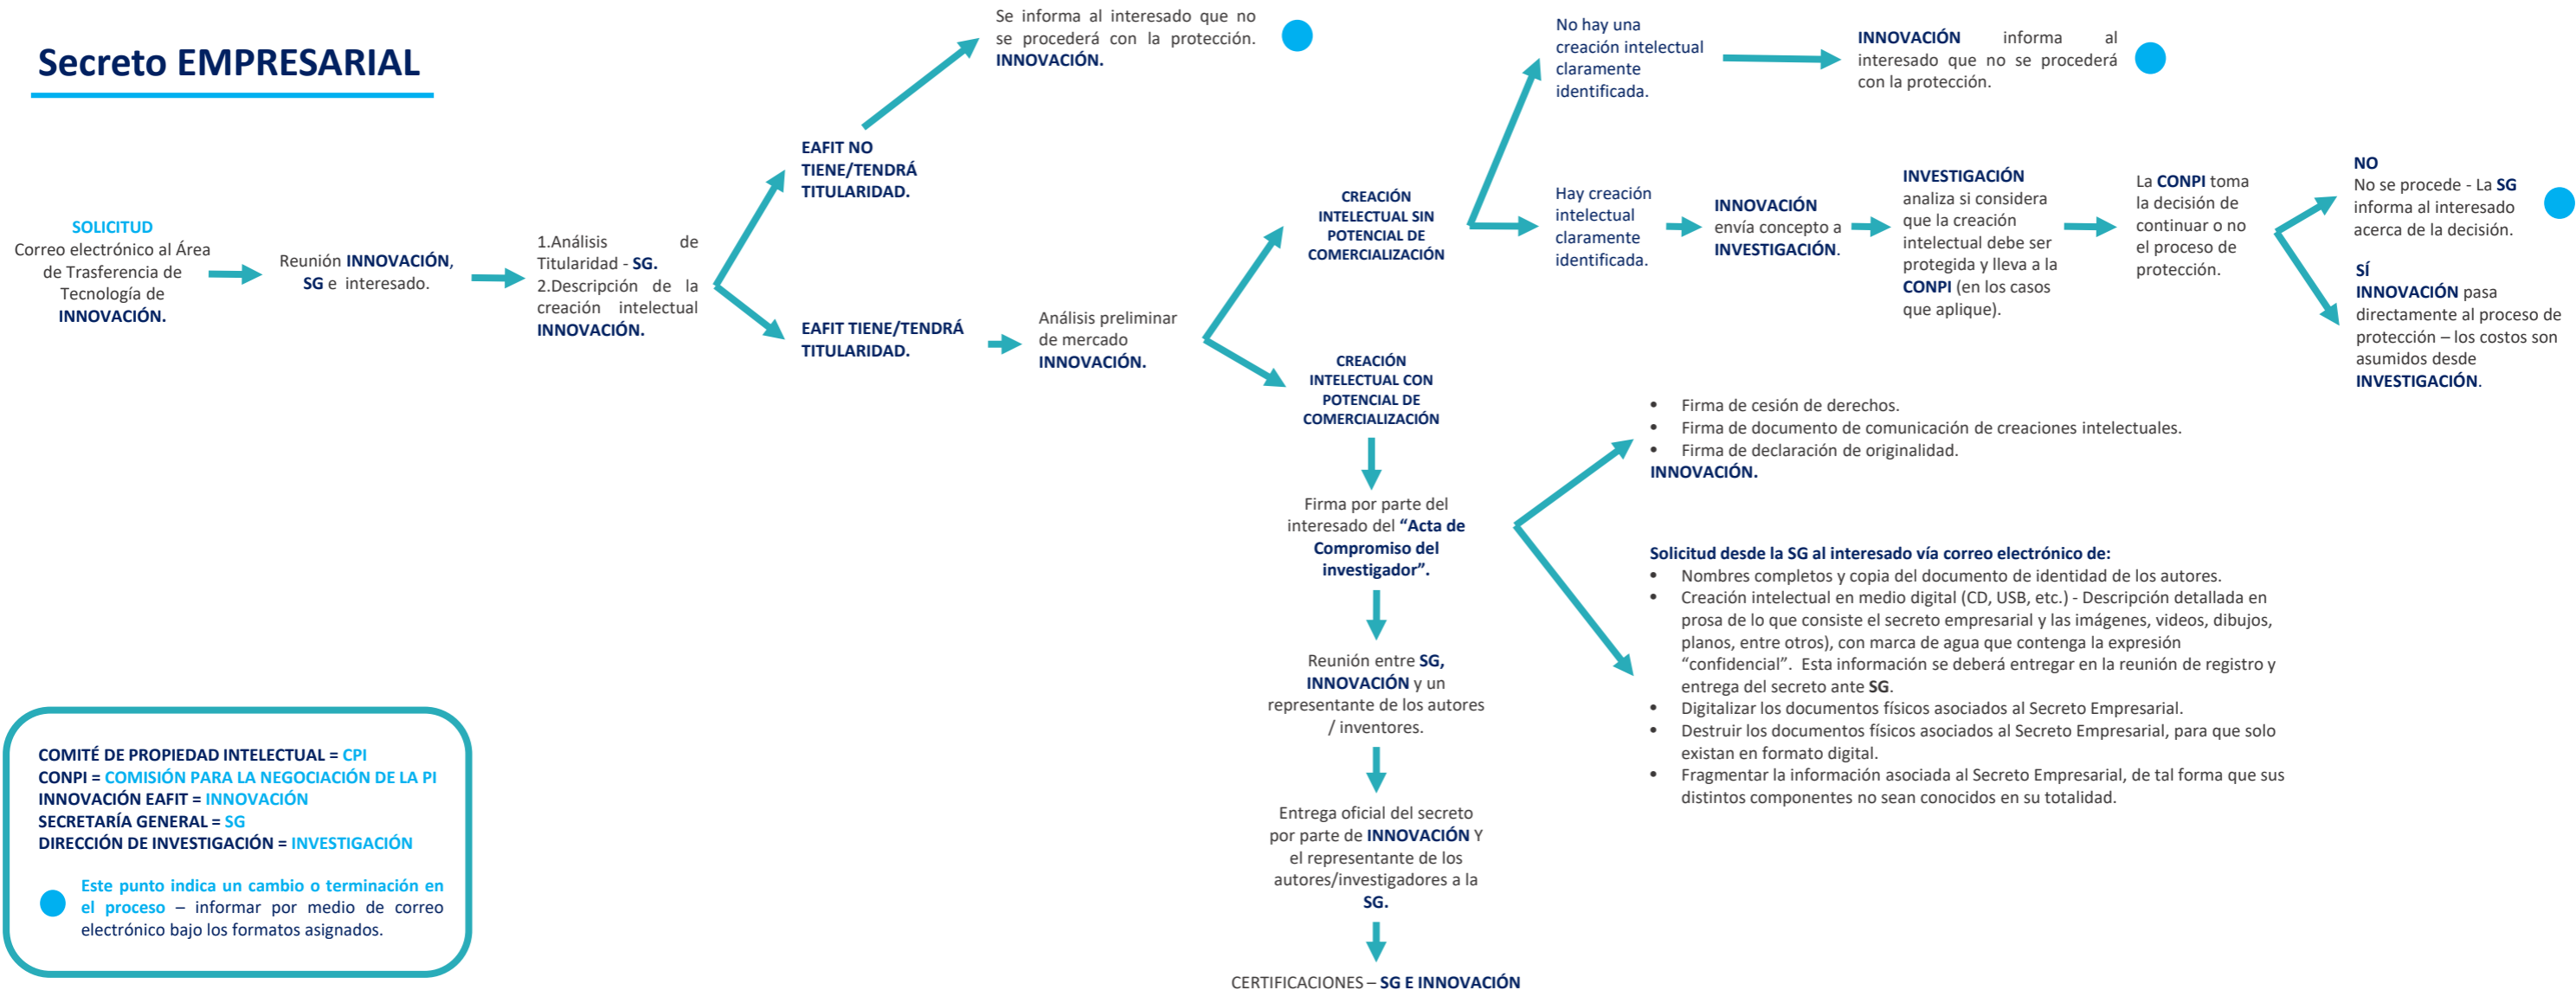 Secreto EMPRESARIAL
SOLICITUD
Correo electrónico al Área
de Trasferencia de
Tecnología de
INNOVACIÓN.
Reunión INNOVACIÓN,
SG e interesado.
1.Análisis de
Titularidad - SG.
2.Descripción de la
creación intelectual
INNOVACIÓN.
EAFIT NO
TIENE/TENDRÁ
TITULARIDAD.
Se informa al interesado que no
se procederá con la protección.
INNOVACIÓN.
EAFIT TIENE/TENDRÁ
TITULARIDAD.
Análisis preliminar
de mercado
INNOVACIÓN.
CREACIÓN
INTELECTUAL SIN
POTENCIAL DE
COMERCIALIZACIÓN
No hay una
creación intelectual
claramente
identificada.
INNOVACIÓN informa al
interesado que no se procederá
con la protección.
Hay creación
intelectual
claramente
identificada.
INNOVACIÓN
envía concepto a
INVESTIGACIÓN.
INVESTIGACIÓN
analiza si considera
que la creación
intelectual debe ser
protegida y lleva a la
CONPI (en los casos
que aplique).
La CONPI toma
la decisión de
continuar o no
el proceso de
protección.
NO
No se procede - La SG
informa al interesado
acerca de la decisión.
SÍ
INNOVACIÓN pasa
directamente al proceso de
protección – los costos son
asumidos desde
INVESTIGACIÓN.
CREACIÓN
INTELECTUAL CON
POTENCIAL DE
COMERCIALIZACIÓN
Firma por parte del
interesado del “Acta de
Compromiso del
investigador”.
• Firma de cesión de derechos.
• Firma de documento de comunicación de creaciones intelectuales.
• Firma de declaración de originalidad.
INNOVACIÓN.
Solicitud desde la SG al interesado vía correo electrónico de:
• Nombres completos y copia del documento de identidad de los autores.
• Creación intelectual en medio digital (CD, USB, etc.) - Descripción detallada en
prosa de lo que consiste el secreto empresarial y las imágenes, videos, dibujos,
planos, entre otros), con marca de agua que contenga la expresión
“confidencial”. Esta información se deberá entregar en la reunión de registro y
entrega del secreto ante SG.
• Digitalizar los documentos físicos asociados al Secreto Empresarial.
• Destruir los documentos físicos asociados al Secreto Empresarial, para que solo
existan en formato digital.
• Fragmentar la información asociada al Secreto Empresarial, de tal forma que sus
distintos componentes no sean conocidos en su totalidad.
Reunión entre SG,
INNOVACIÓN y un
representante de los autores
/ inventores.
Entrega oficial del secreto
por parte de INNOVACIÓN Y
el representante de los
autores/investigadores a la
SG.
CERTIFICACIONES – SG E INNOVACIÓN
COMITÉ DE PROPIEDAD INTELECTUAL = CPI
CONPI = COMISIÓN PARA LA NEGOCIACIÓN DE LA PI
INNOVACIÓN EAFIT = INNOVACIÓN
SECRETARÍA GENERAL = SG
DIRECCIÓN DE INVESTIGACIÓN = INVESTIGACIÓN
Este punto indica un cambio o terminación en
el proceso – informar por medio de correo
electrónico bajo los formatos asignados.